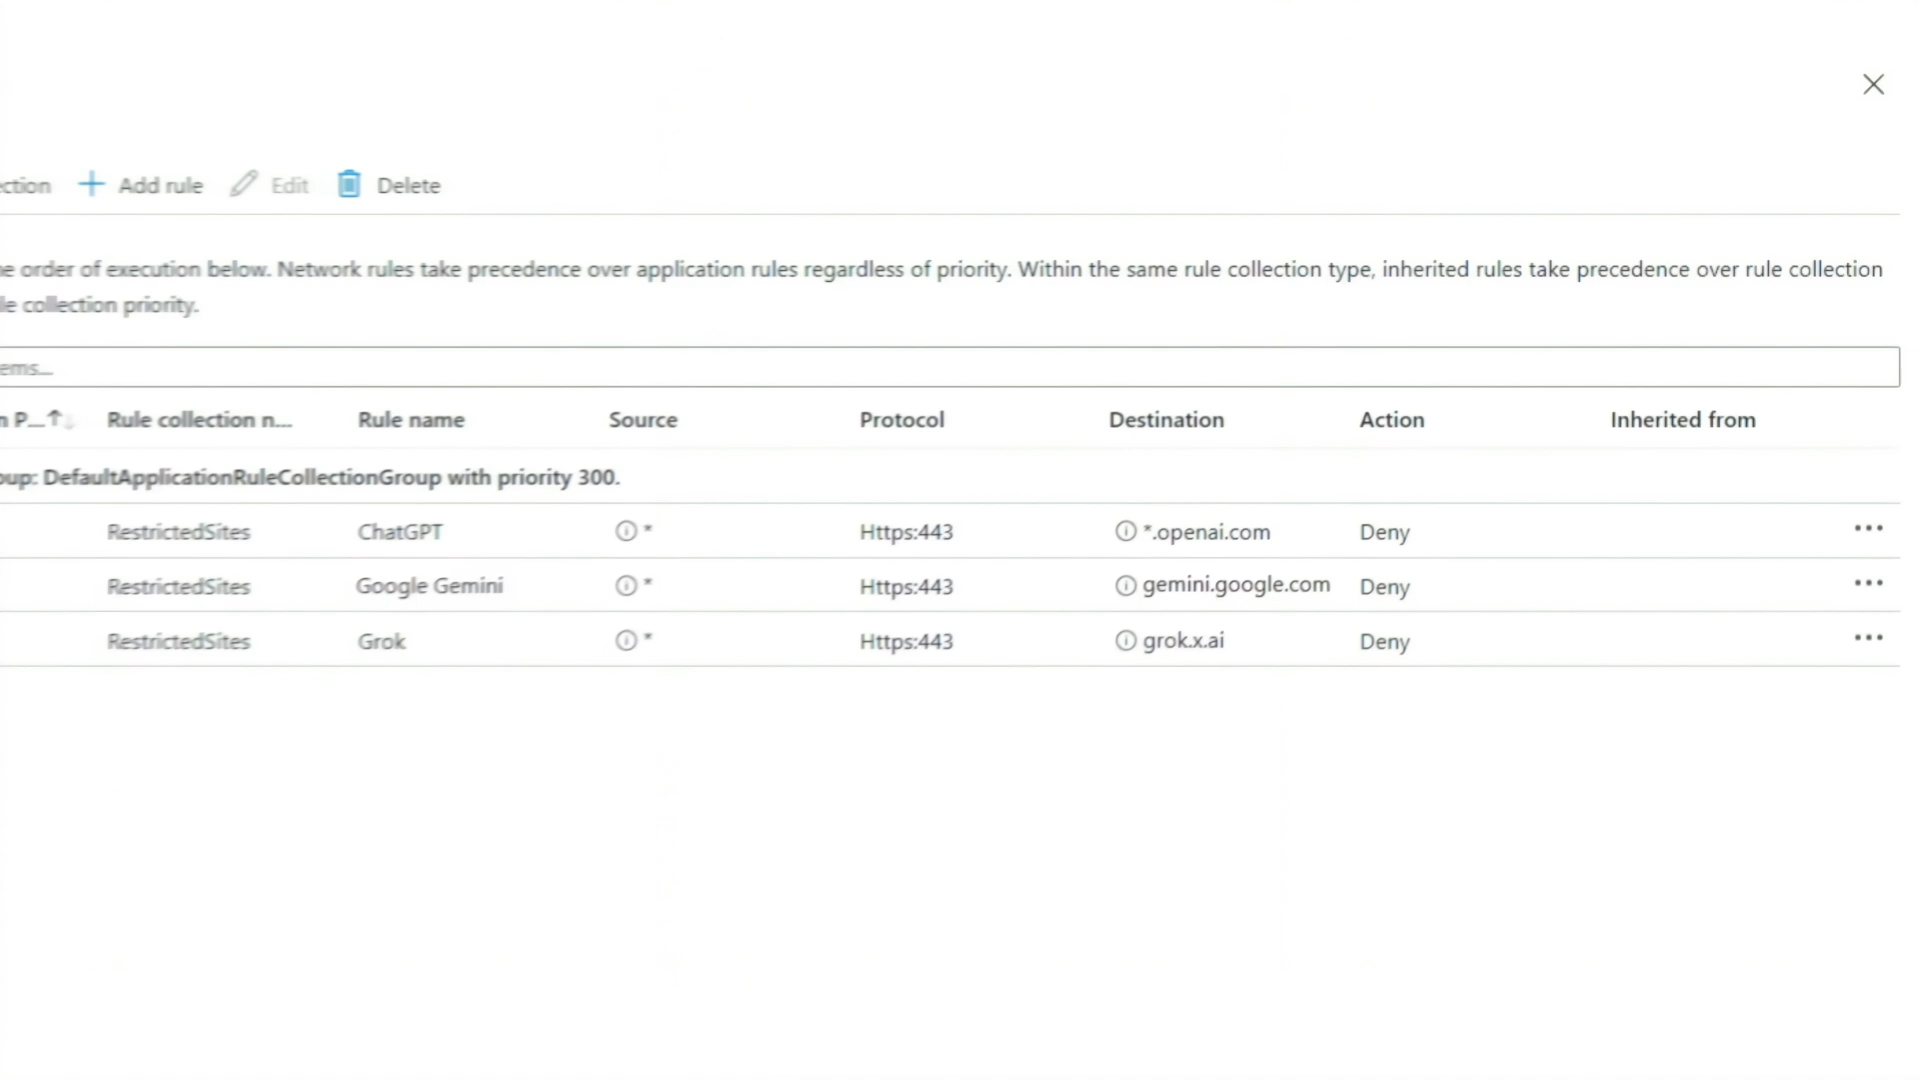 ction Add rule Edit Delete
e order of execution below. Network rules take precedence over application rules regardless of priority. Within the same rule collection type, inherited rules take precedence over rule collection
le collection priority.
ems...
n P... Rule collection n... Rule name Source Protocol Destination Action Inherited from
oup: DefaultApplicationRuleCollectionGroup with priority 300.
RestrictedSites ChatGPT * Https:443 *.openai.com Deny ...
RestrictedSites Google Gemini * Https:443 gemini.google.com Deny ...
RestrictedSites Grok * Https:443 grok.x.ai Deny ...